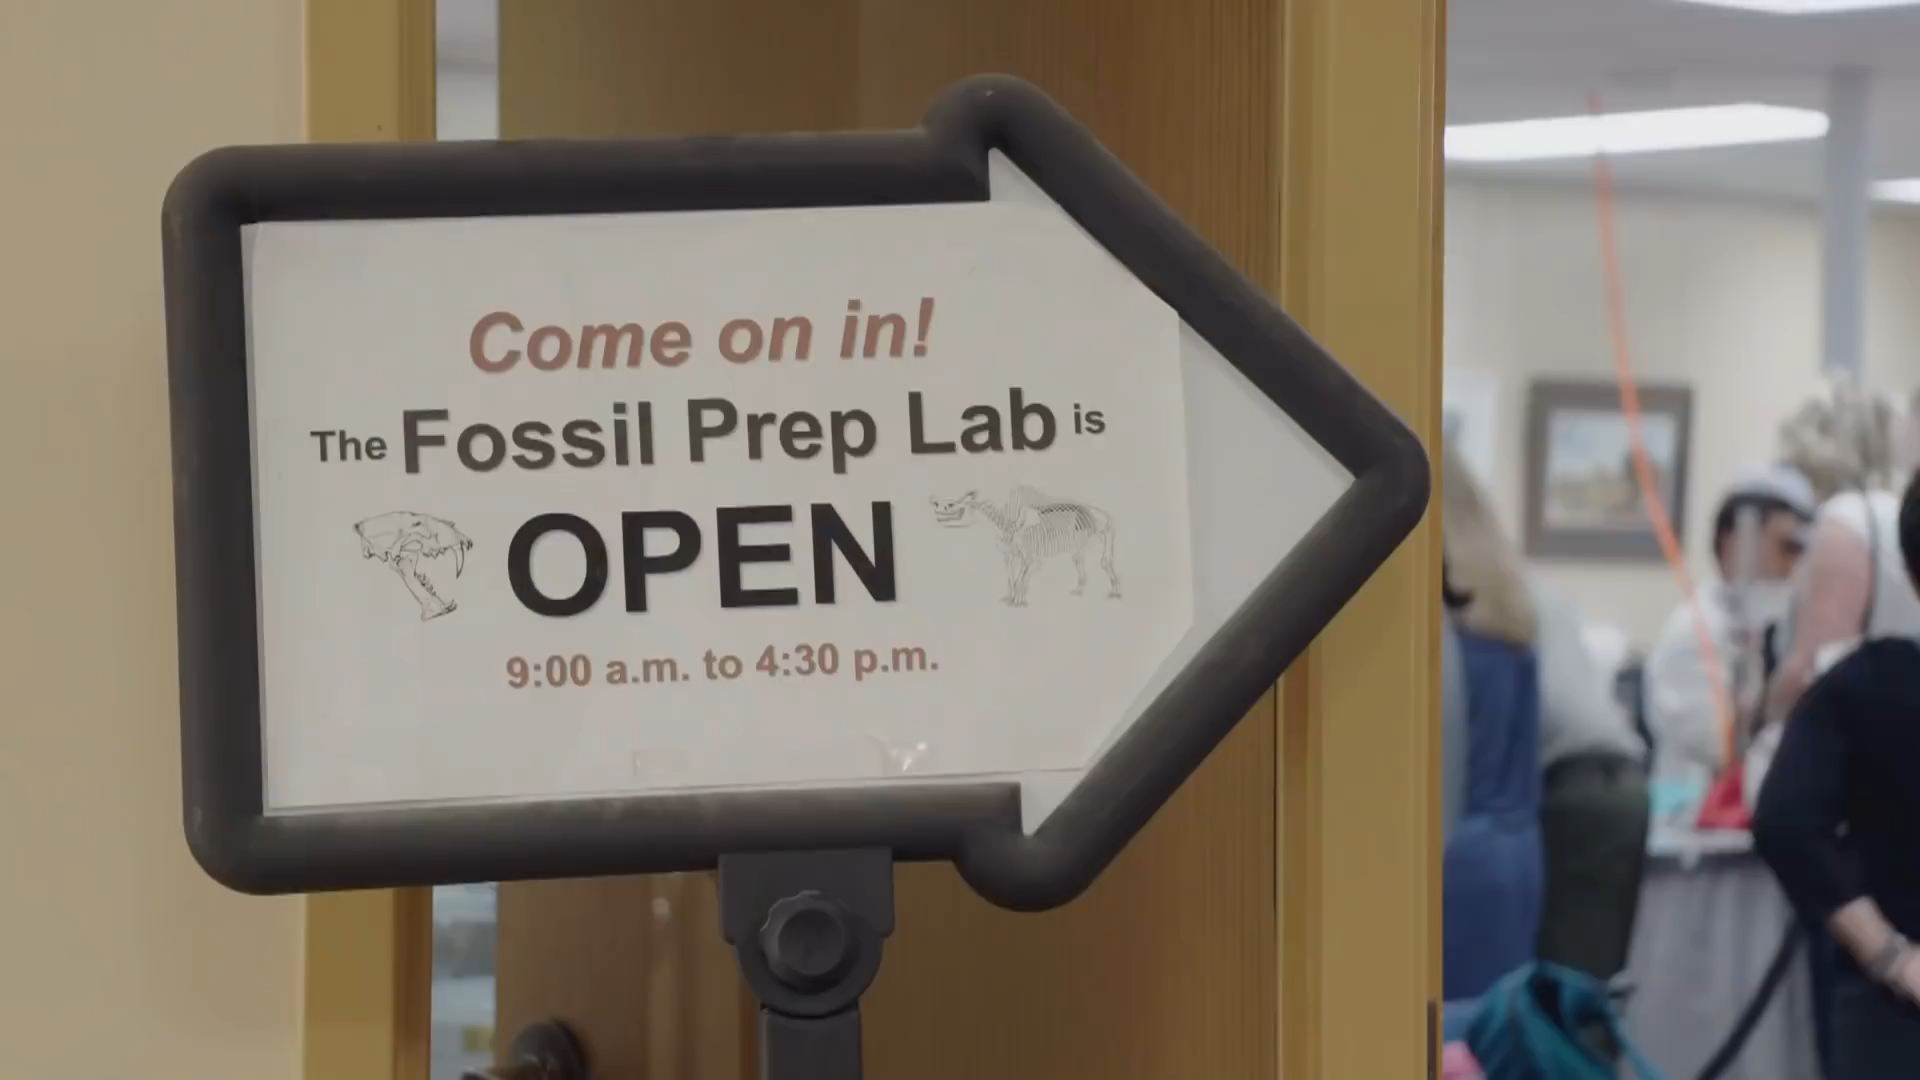 Come on in!
The Fossil Prep Lab is
OPEN
9:00 a.m. to 4:30 p.m.